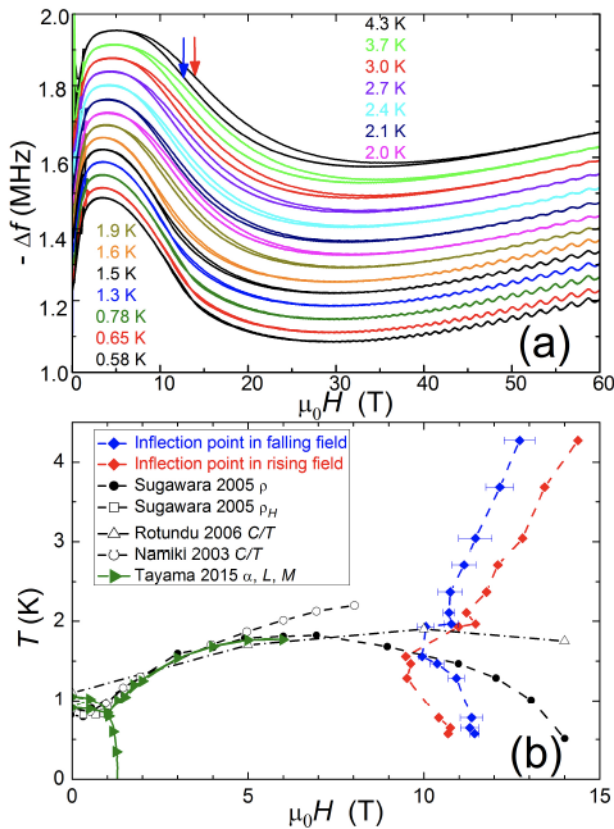 2.0
1.8
1.6
1.4
1.2
1.0
- Δf (MHz)
4.3 K
3.7 K
3.0 K
2.7 K
2.4 K
2.1 K
2.0 K
1.9 K
1.6 K
1.5 K
1.3 K
0.78 K
0.65 K
0.58 K
(a)
0 10 20 30 40 50 60
μ0H (T)
Inflection point in falling field
Inflection point in rising field
Sugawara 2005 ρ
Sugawara 2005 ρH
Rotundu 2006 C/T
Namiki 2003 C/T
Tayama 2015 α, L, M
4
3
2
1
0
T (K)
(b)
0 5 10 15
μ0H (T)